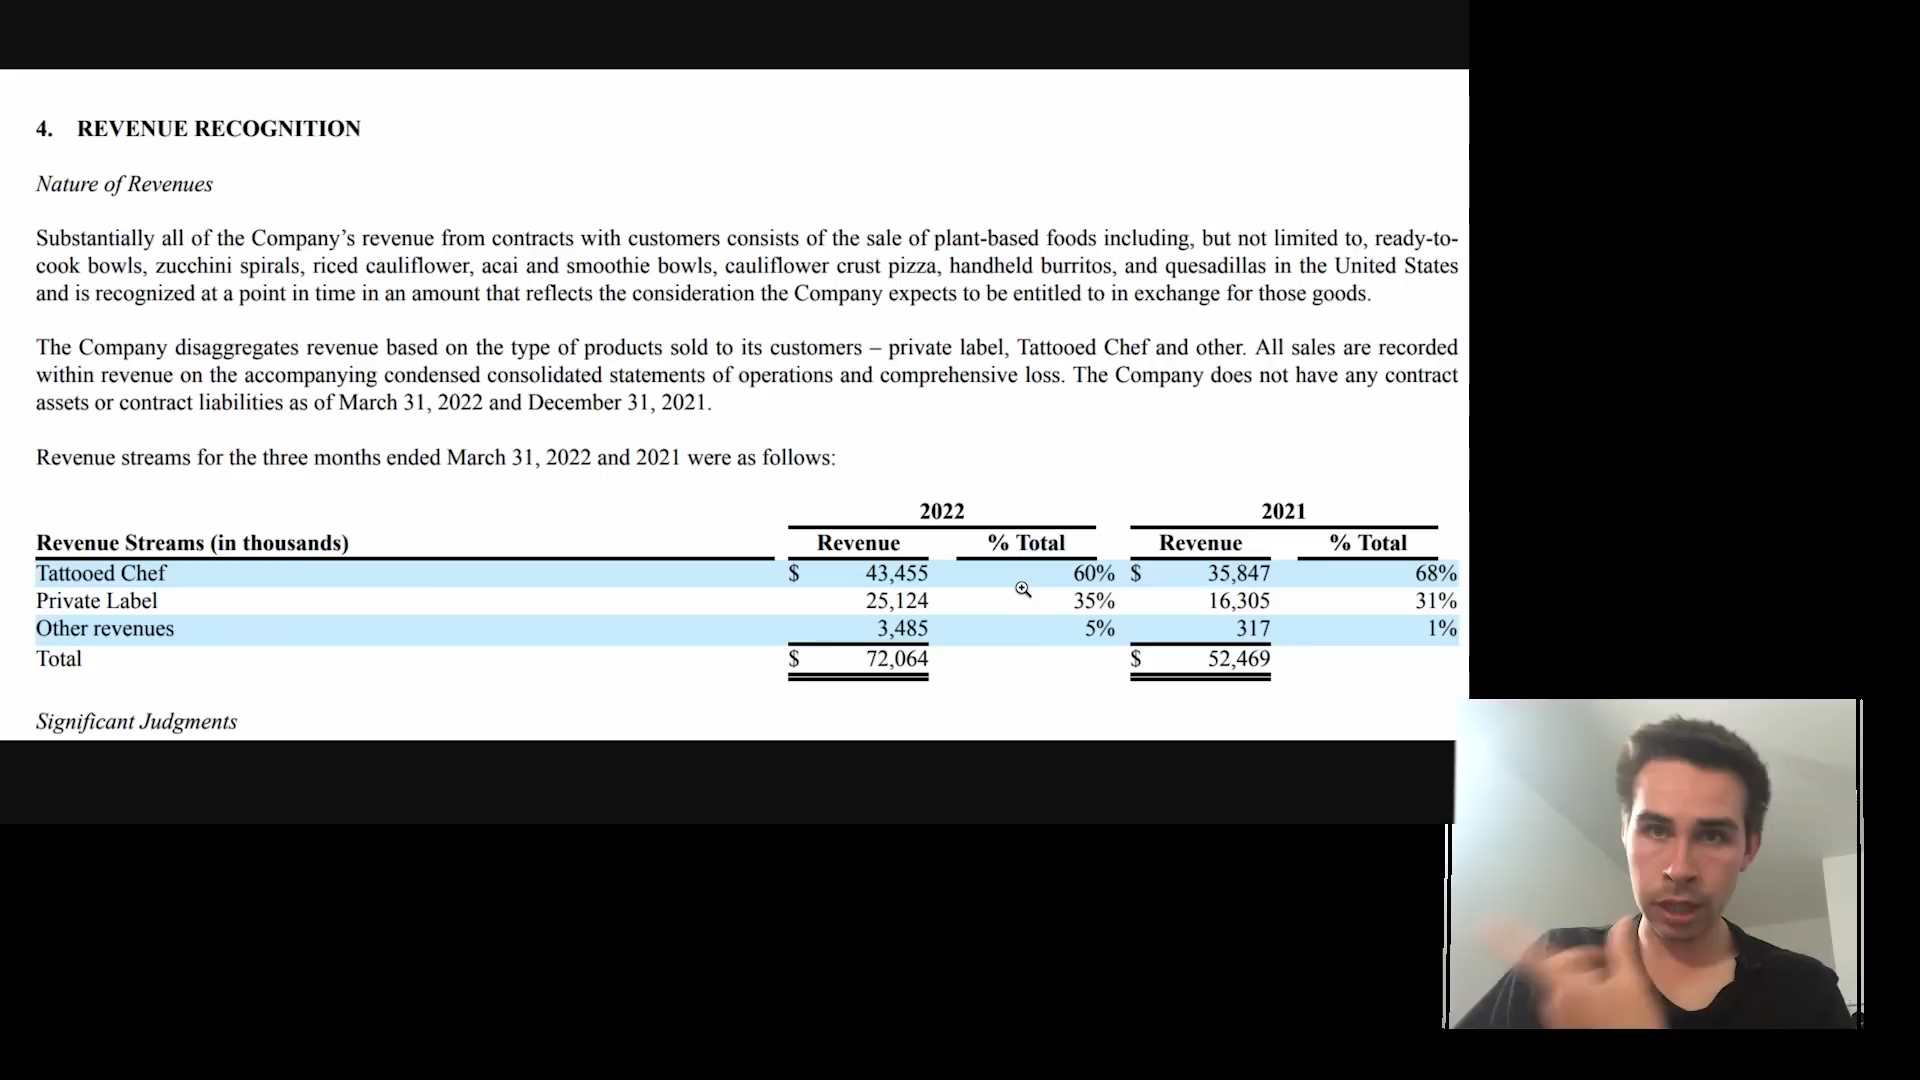 4. REVENUE RECOGNITION
Nature of Revenues
Substantially all of the Company’s revenue from contracts with customers consists of the sale of plant-based foods including, but not limited to, ready-to-
cook bowls, zucchini spirals, riced cauliflower, acai and smoothie bowls, cauliflower crust pizza, handheld burritos, and quesadillas in the United States
and is recognized at a point in time in an amount that reflects the consideration the Company expects to be entitled to in exchange for those goods.
The Company disaggregates revenue based on the type of products sold to its customers – private label, Tattooed Chef and other. All sales are recorded
within revenue on the accompanying condensed consolidated statements of operations and comprehensive loss. The Company does not have any contract
assets or contract liabilities as of March 31, 2022 and December 31, 2021.
Revenue streams for the three months ended March 31, 2022 and 2021 were as follows:
2022 2021
Revenue Streams (in thousands) Revenue % Total Revenue % Total
Tattooed Chef $ 43,455 60% $ 35,847 68%
Private Label 25,124 35% 16,305 31%
Other revenues 3,485 5% 317 1%
Total $ 72,064 $ 52,469
Significant Judgments